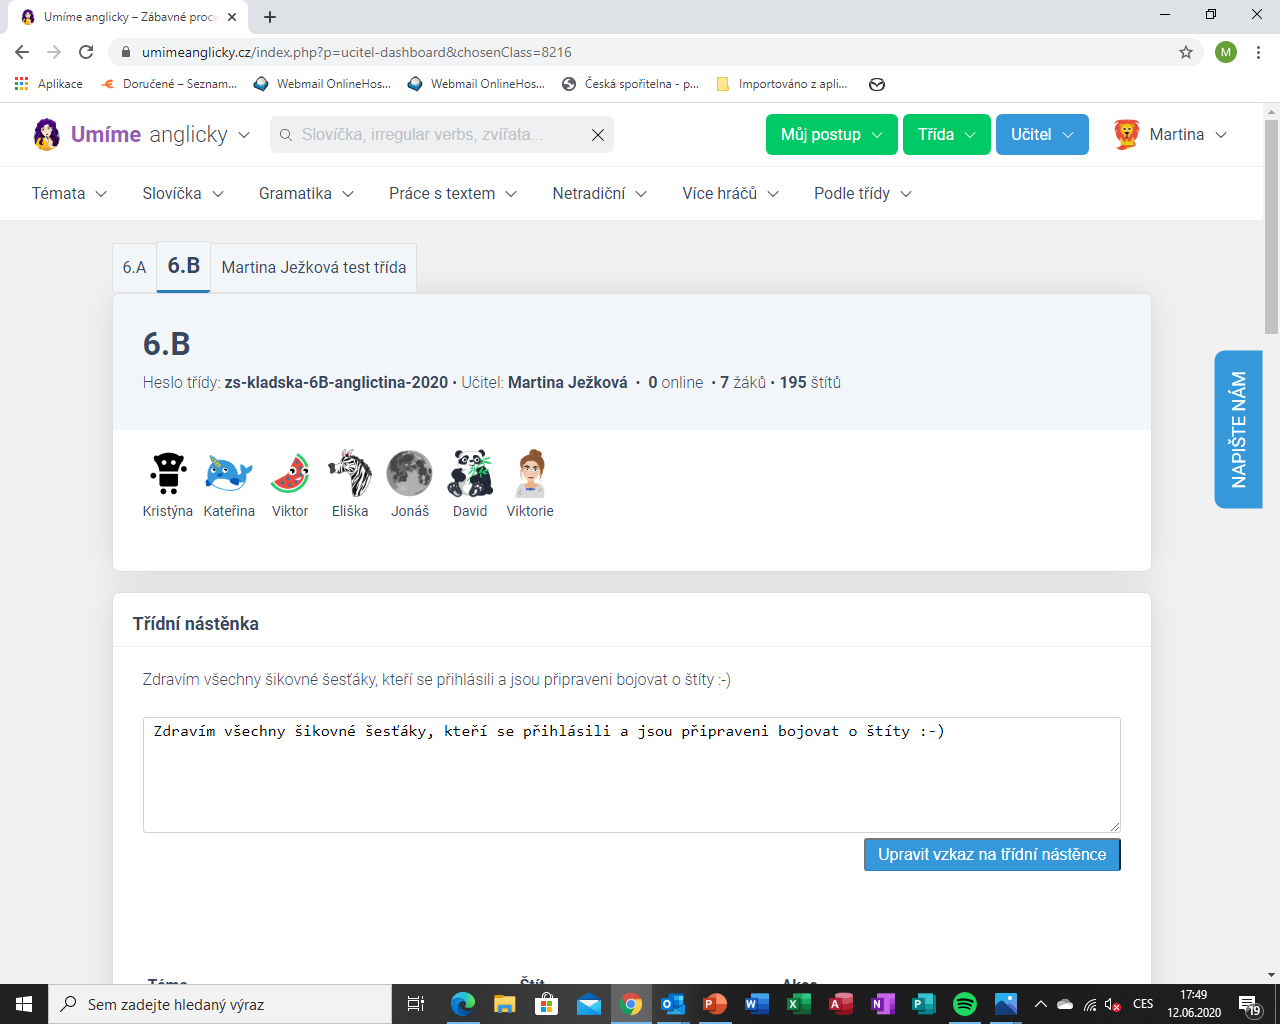 Umíme anglicky – Zábavné procv
umimeanglicky.cz/index.php?p=ucitel-dashboard&chosenClass=8216
M
Aplikace
Doručené – Seznam...
Webmail OnlineHos...
Webmail OnlineHos...
Česká spořitelna - p...
Importováno z apli...
Umíme anglicky
Slovíčka, irregular verbs, zvířata...
Můj postup
Třída
Učitel
Martina
Témata
Slovíčka
Gramatika
Práce s textem
Netradiční
Více hráčů
Podle třídy
6.A
6.B
Martina Ježková test třída
6.B
Heslo třídy: zs-kladska-6B-anglictina-2020 • Učitel: Martina Ježková • 0 online • 7 žáků • 195 štítů
NAPIŠTE NÁM
Kristýna
Kateřina
Viktor
Eliška
Jonáš
David
Viktorie
Třídní nástěnka
Zdravím všechny šikovné šesťáky, kteří se přihlásili a jsou připraveni bojovat o štíty :-)
Zdravím všechny šikovné šesťáky, kteří se přihlásili a jsou připraveni bojovat o štíty :-)
Upravit vzkaz na třídní nástěnce
Téma
Štít
Akce
Sem zadejte hledaný výraz
CES
17:49
12.06.2020
19